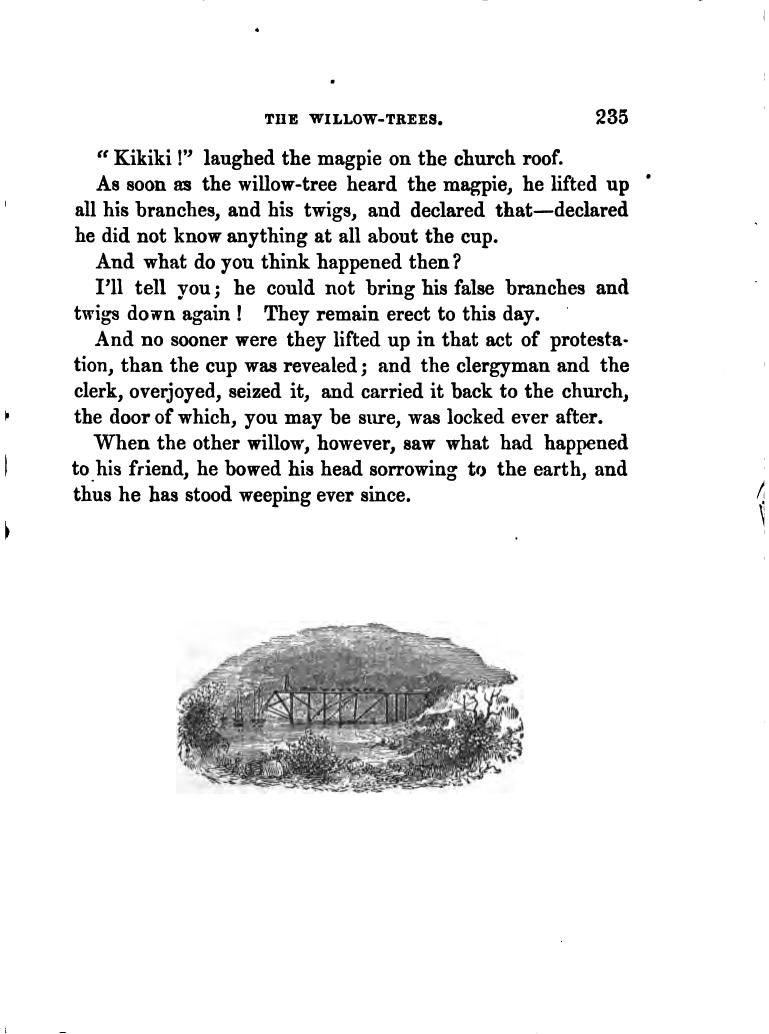 THE WILLOW-TREES. 235
“Kikiki!” laughed the magpie on the church roof.
As soon as the willow-tree heard the magpie, he lifted up
all his branches, and his twigs, and declared that—declared
he did not know anything at all about the cup.
And what do you think happened then?
I’ll tell you; he could not bring his false branches and
twigs down again! They remain erect to this day.
And no sooner were they lifted up in that act of protesta-
tion, than the cup was revealed; and the clergyman and the
clerk, overjoyed, seized it, and carried it back to the church,
the door of which, you may be sure, was locked ever after.
When the other willow, however, saw what had happened
to his friend, he bowed his head sorrowing to the earth, and
thus he has stood weeping ever since.